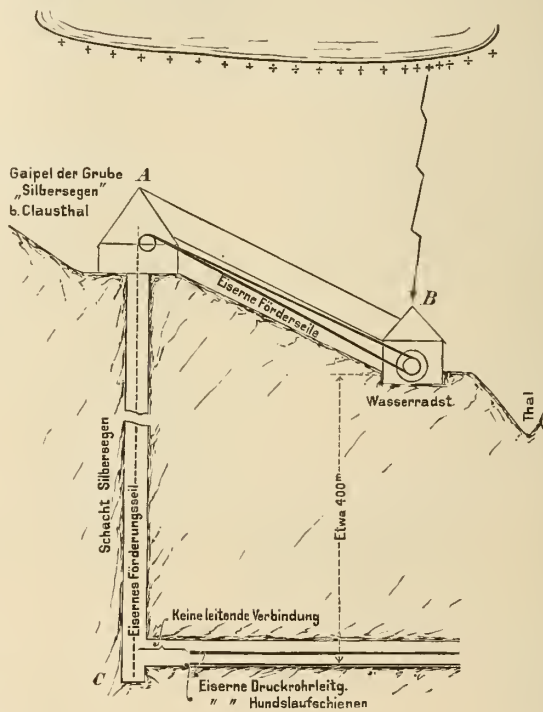 Gaipel der Grube
„Silbersegen"
b. Clausthal
A
B
Eiserne Förderseile
Wasserradst.
Thal
Schacht Silbersegen
Eisernes Förderungsseil
Etwa 400ᵐ
Keine leitende Verbindung
C
Eiserne Druckrohrleitg.
„ „ Hundslaufschienen